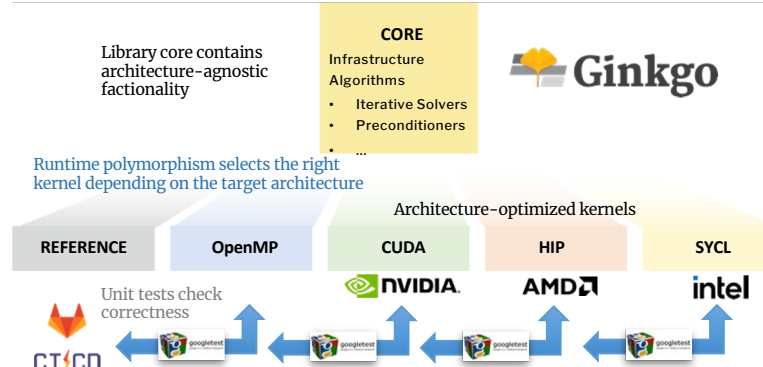 CORE
Infrastructure
Algorithms
• Iterative Solvers
• Preconditioners
• ...
Library core contains
architecture-agnostic
factionality
Ginkgo
Runtime polymorphism selects the right
kernel depending on the target architecture
Architecture-optimized kernels
REFERENCE
OpenMP
CUDA
HIP
SYCL
NVIDIA.
AMD
intel
Unit tests check
correctness
googletest
googletest
googletest
googletest
CI CD